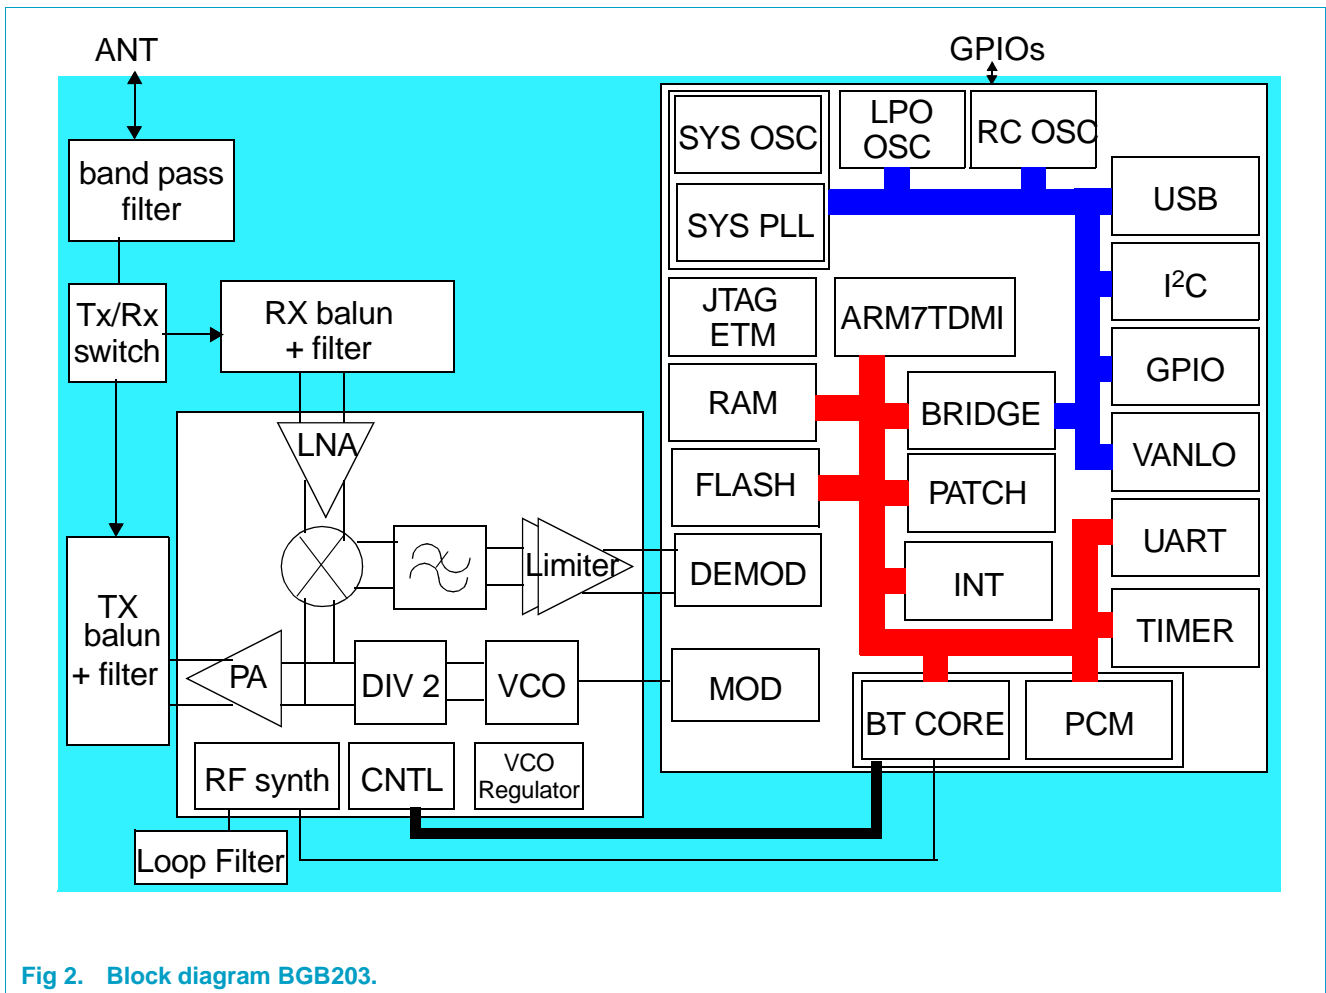 ANT
GPIOs
band pass
filter
Tx/Rx
switch
RX balun
+ filter
LNA
Limiter
TX
balun
+ filter
PA
DIV 2
VCO
RF synth
CNTL
VCO
Regulator
Loop Filter
SYS OSC
LPO
OSC
RC OSC
SYS PLL
USB
I²C
JTAG
ETM
ARM7TDMI
GPIO
RAM
BRIDGE
VANLO
FLASH
PATCH
UART
DEMOD
INT
TIMER
MOD
BT CORE
PCM
Fig 2. Block diagram BGB203.